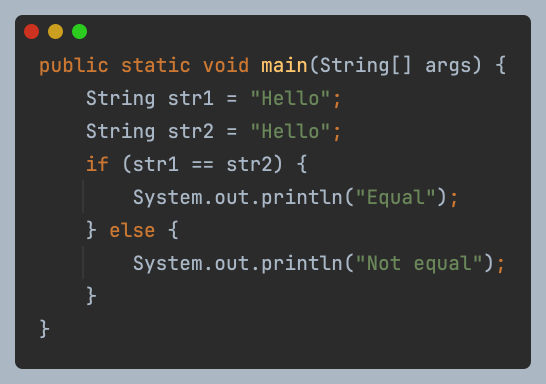 public static void main(String[] args) {
    String str1 = "Hello";
    String str2 = "Hello";
    if (str1 == str2) {
        System.out.println("Equal");
    } else {
        System.out.println("Not equal");
    }
}